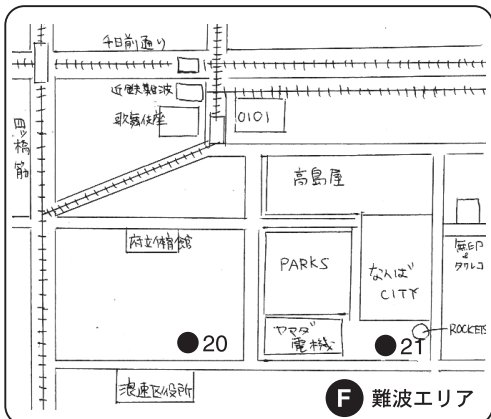 千日前通り
近鉄難波
歌舞伎座
0101
四ツ橋筋
高島屋
府立体育館
PARKS
なんば
CITY
無印
&
タワレコ
ヤマダ
電機
ROCKETS
●20
●21
浪速区役所
F 難波エリア